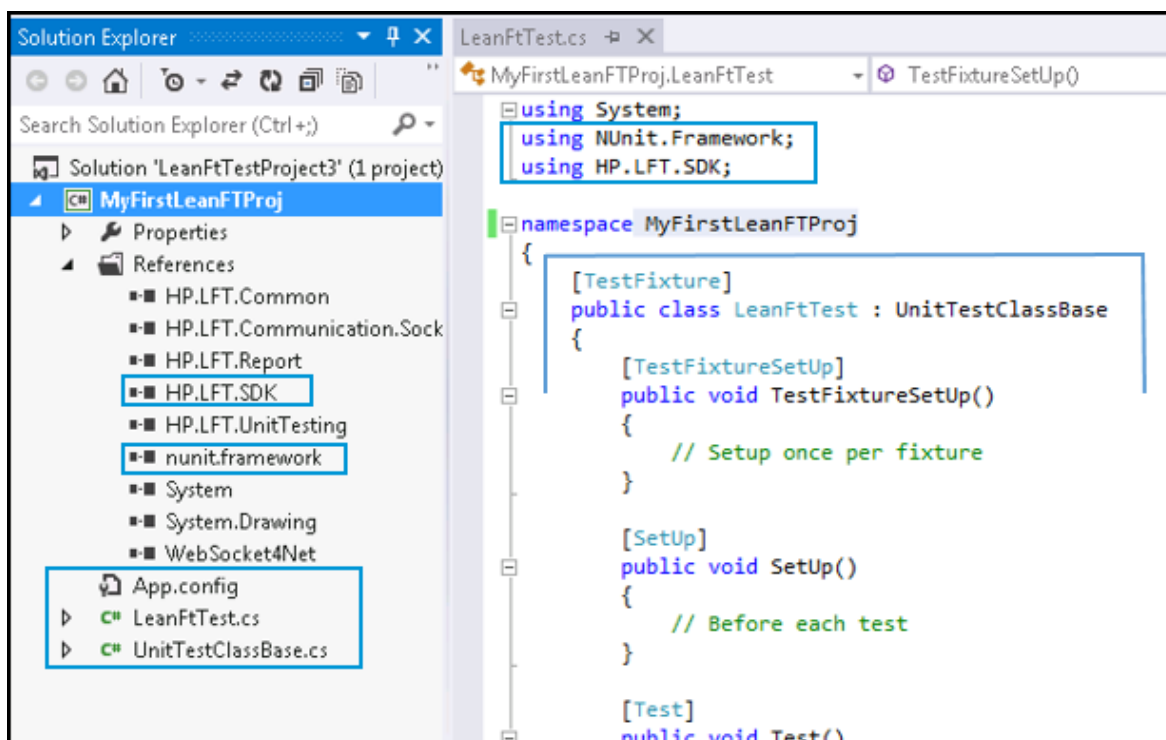 Solution Explorer
Search Solution Explorer (Ctrl+;)
Solution 'LeanFtTestProject3' (1 project)
C# MyFirstLeanFTProj
Properties
References
HP.LFT.Common
HP.LFT.Communication.Sock
HP.LFT.Report
HP.LFT.SDK
HP.LFT.UnitTesting
nunit.framework
System
System.Drawing
WebSocket4Net
App.config
C# LeanFtTest.cs
C# UnitTestClassBase.cs
LeanFtTest.cs
MyFirstLeanFTProj.LeanFtTest
TestFixtureSetUp()
using System;
using NUnit.Framework;
using HP.LFT.SDK;
namespace MyFirstLeanFTProj
{
[TestFixture]
public class LeanFtTest : UnitTestClassBase
{
[TestFixtureSetUp]
public void TestFixtureSetUp()
{
// Setup once per fixture
}
[SetUp]
public void SetUp()
{
// Before each test
}
[Test]
public void Test()